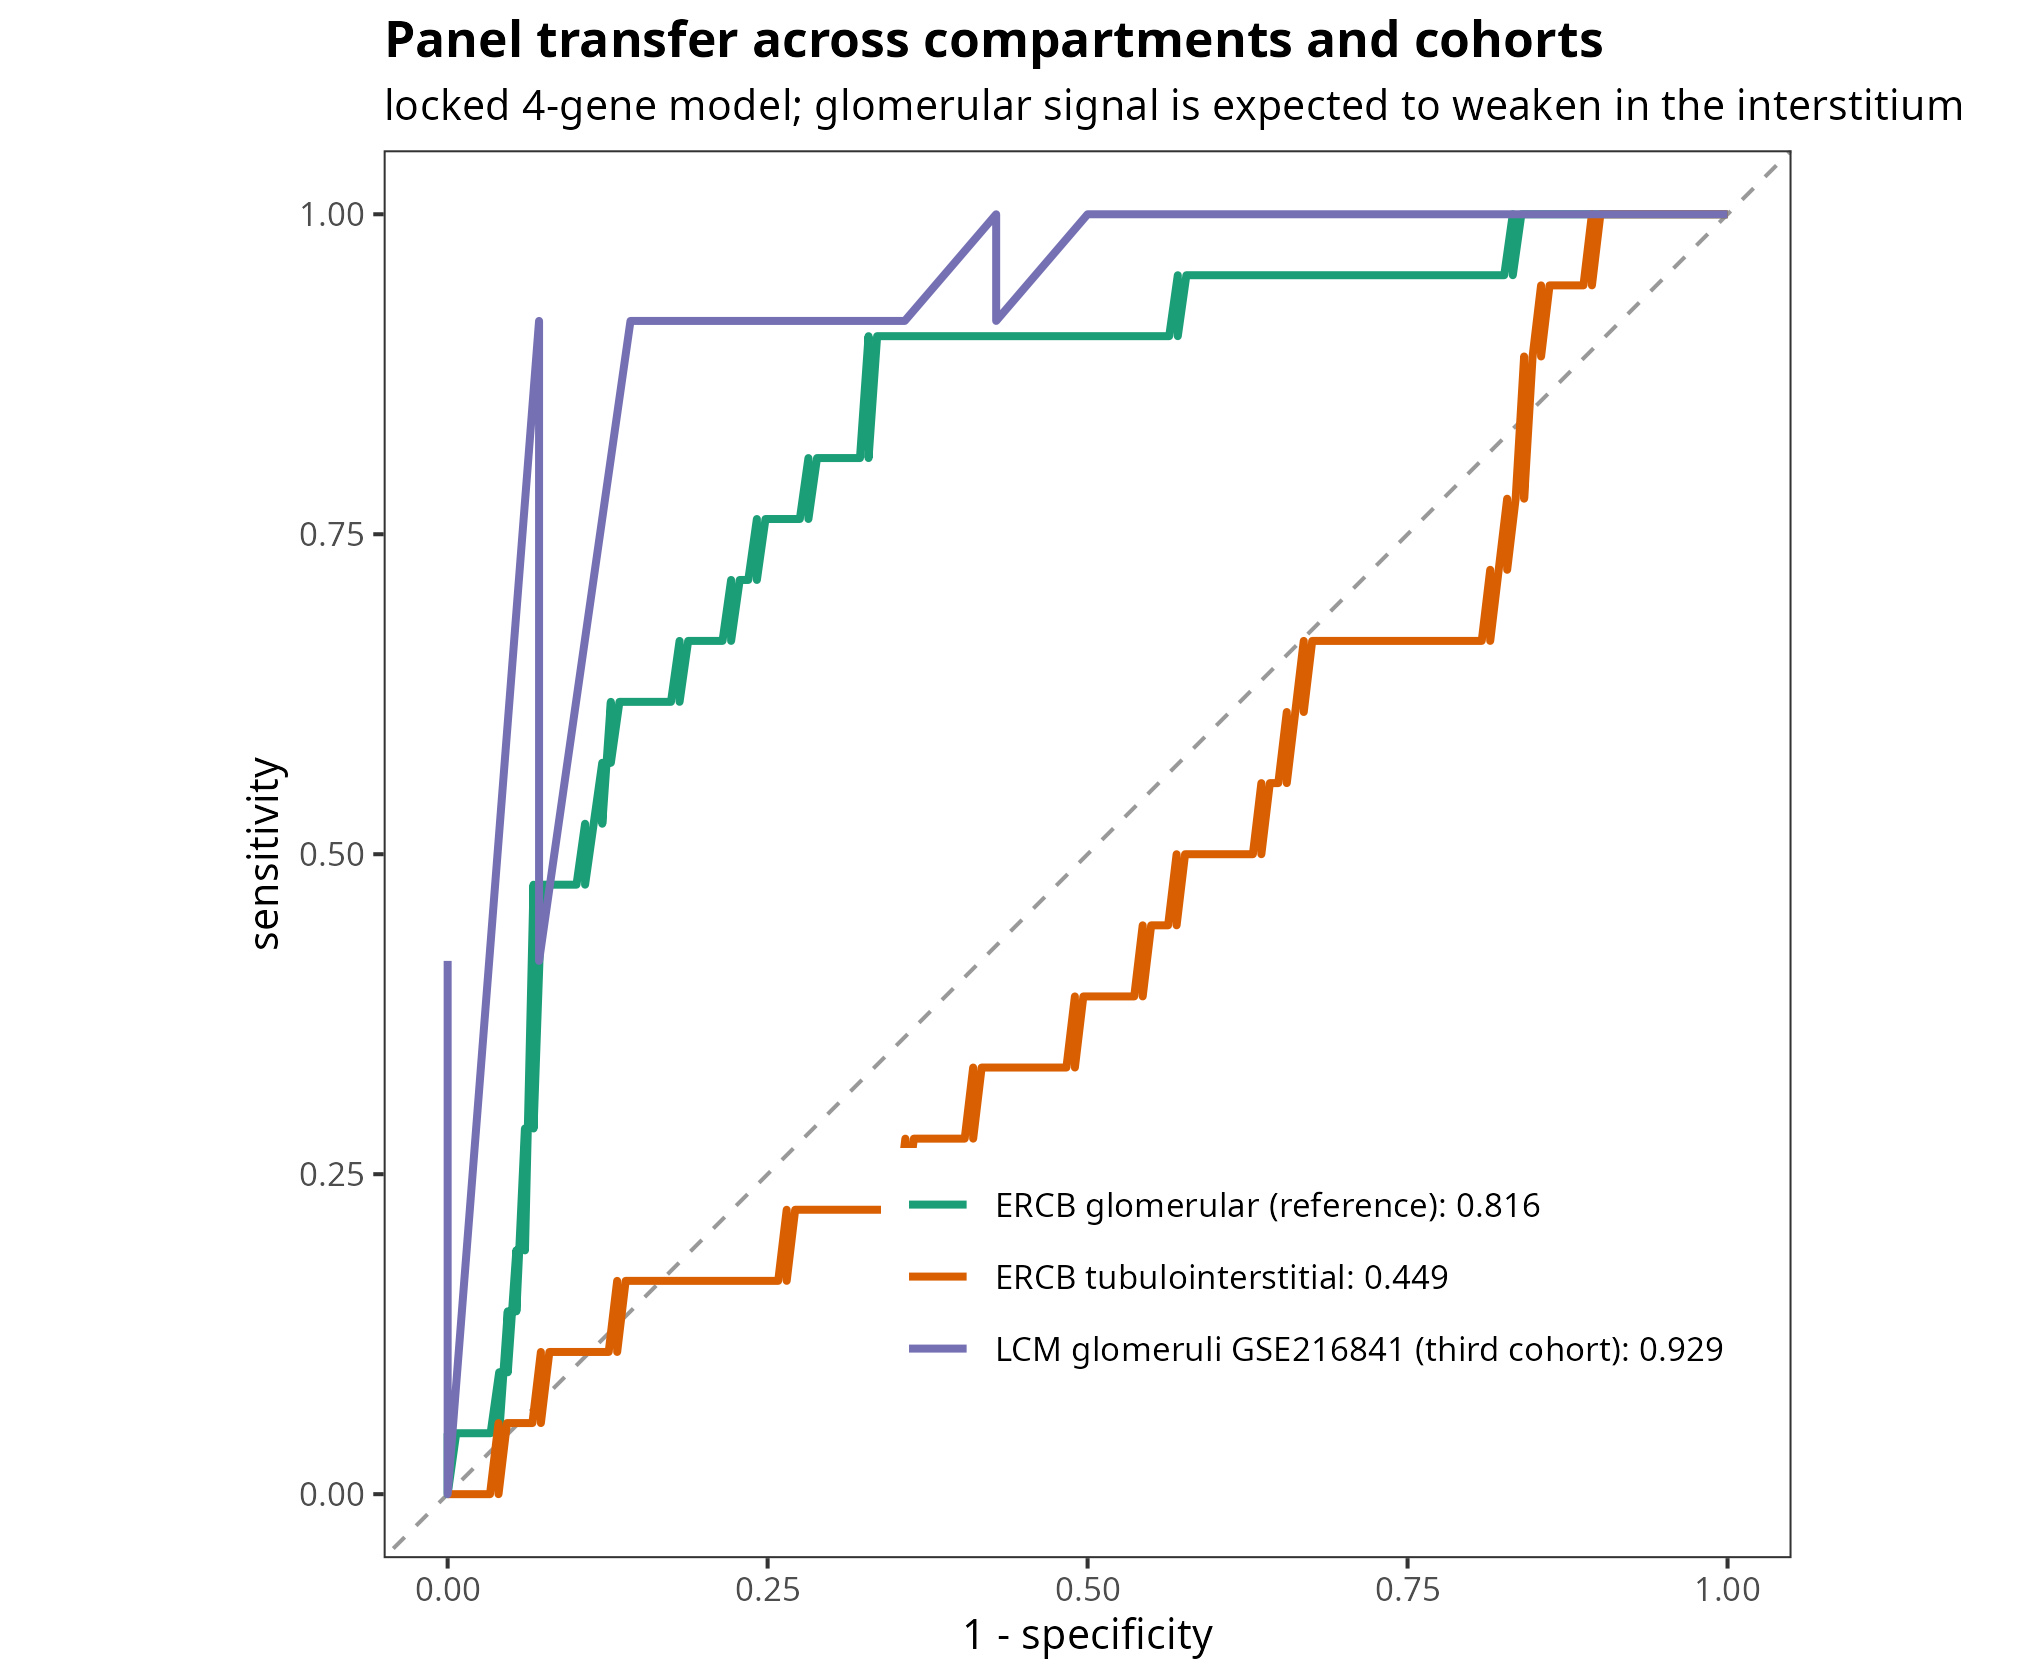 Panel transfer across compartments and cohorts
locked 4-gene model; glomerular signal is expected to weaken in the interstitium
1.00
0.75
0.50
0.25
0.00
sensitivity
ERCB glomerular (reference): 0.816
ERCB tubulointerstitial: 0.449
LCM glomeruli GSE216841 (third cohort): 0.929
0.00
0.25
0.50
0.75
1.00
1 - specificity